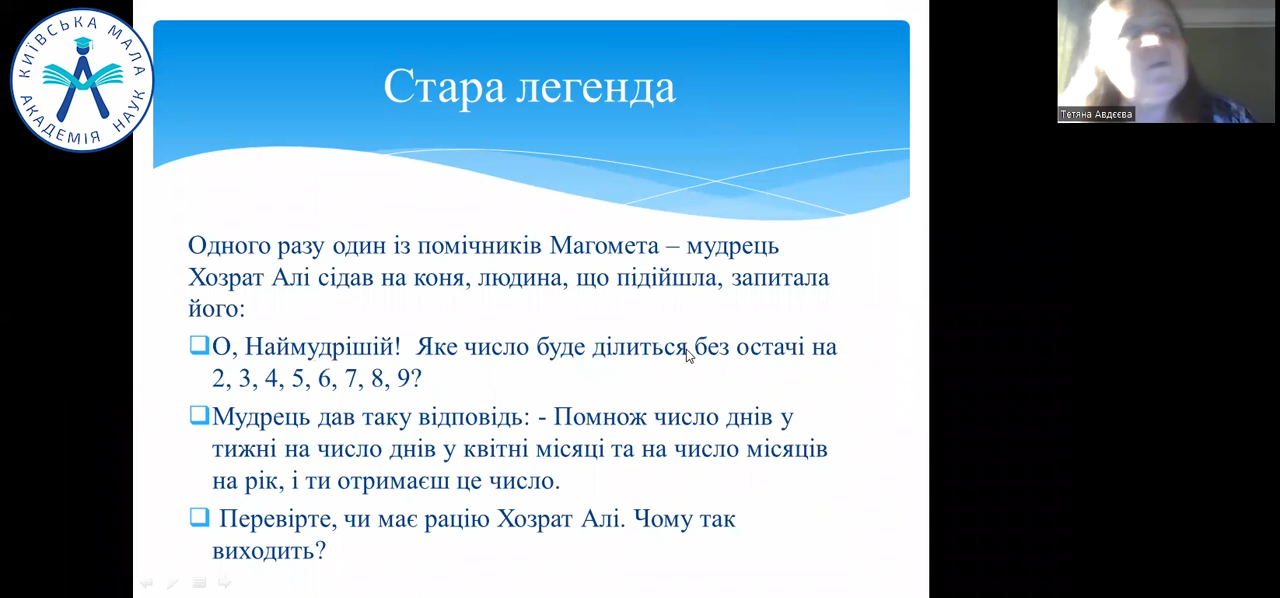 КИЇВСЬКА МАЛА
АКАДЕМІЯ НАУК
Стара легенда
Тетяна Авдєєва
Одного разу один із помічників Магомета – мудрець
Хозрат Алі сідав на коня, людина, що підійшла, запитала
його:
О, Наймудрішій! Яке число буде ділиться без остачі на
2, 3, 4, 5, 6, 7, 8, 9?
Мудрець дав таку відповідь: - Помнож число днів у
тижні на число днів у квітні місяці та на число місяців
на рік, і ти отримаєш це число.
Перевірте, чи має рацію Хозрат Алі. Чому так
виходить?